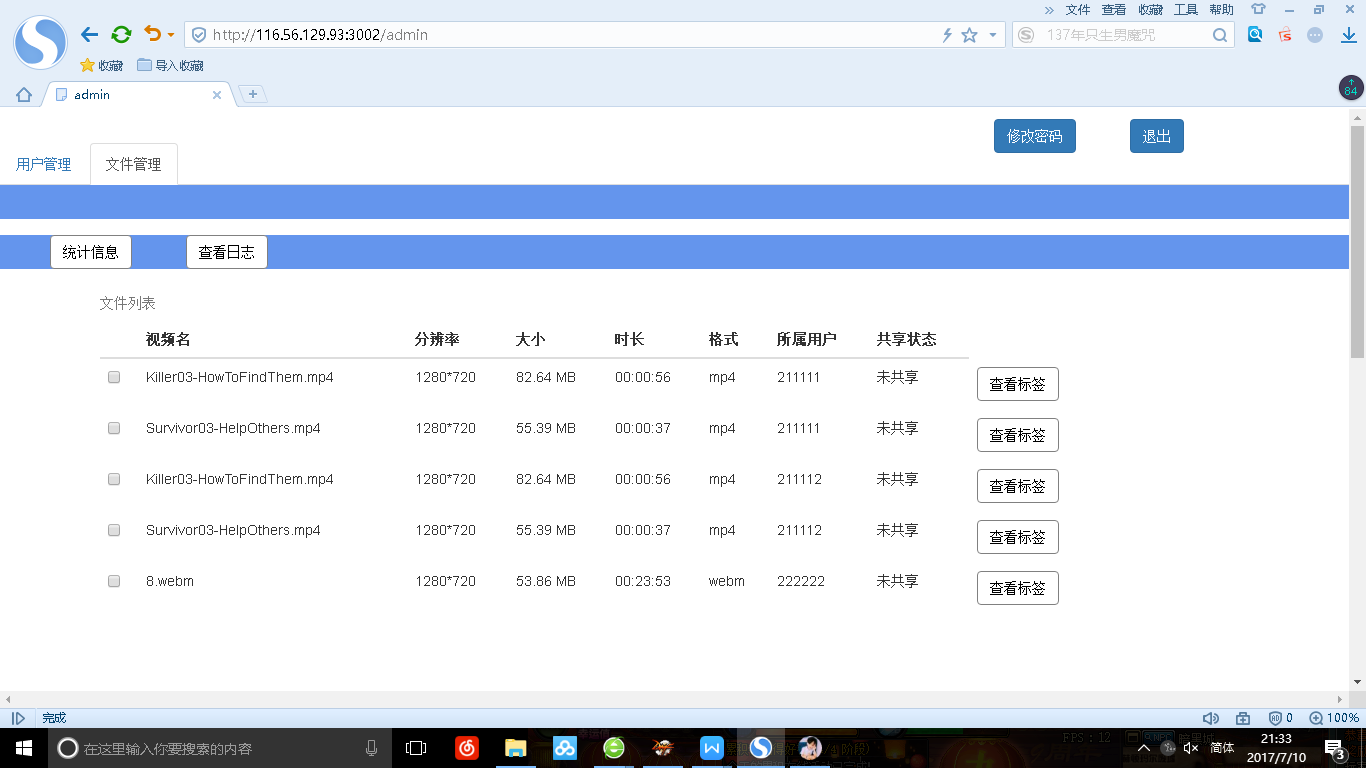 文件 查看 收藏 工具 帮助
http://116.56.129.93:3002/admin
137年只生男魔咒
收藏 导入收藏
admin
84
修改密码 退出
用户管理 文件管理
统计信息 查看日志
文件列表
视频名 分辨率 大小 时长 格式 所属用户 共享状态
Killer03-HowToFindThem.mp4 1280*720 82.64 MB 00:00:56 mp4 211111 未共享 查看标签
Survivor03-HelpOthers.mp4 1280*720 55.39 MB 00:00:37 mp4 211111 未共享 查看标签
Killer03-HowToFindThem.mp4 1280*720 82.64 MB 00:00:56 mp4 211112 未共享 查看标签
Survivor03-HelpOthers.mp4 1280*720 55.39 MB 00:00:37 mp4 211112 未共享 查看标签
8.webm 1280*720 53.86 MB 00:23:53 webm 222222 未共享 查看标签
完成 0 100%
在这里输入你要搜索的内容
FPS : 12
简体
21:33
2017/7/10
3